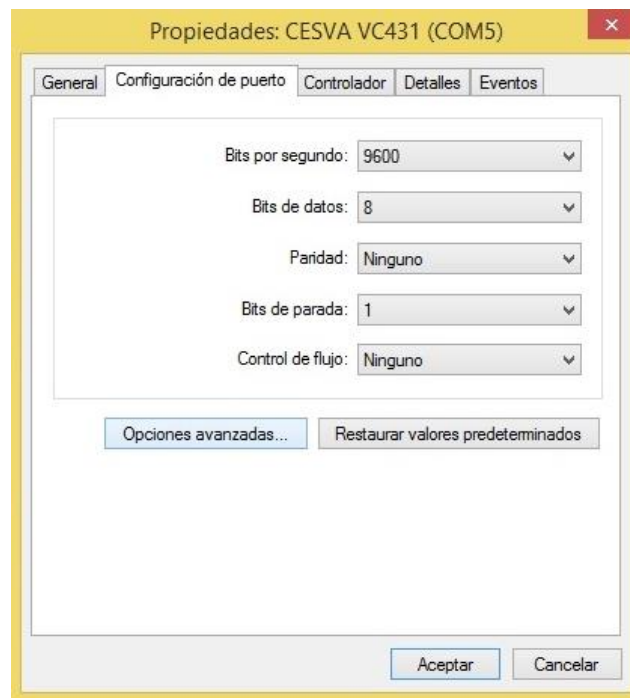 Propiedades: CESVA VC431 (COM5)
General Configuración de puerto Controlador Detalles Eventos
Bits por segundo: 9600
Bits de datos: 8
Paridad: Ninguno
Bits de parada: 1
Control de flujo: Ninguno
Opciones avanzadas... Restaurar valores predeterminados
Aceptar Cancelar